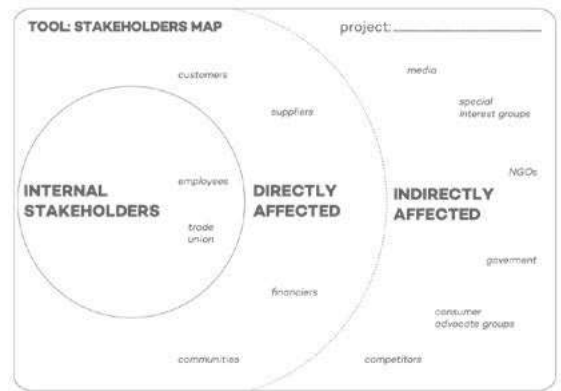 TOOL: STAKEHOLDERS MAP
project:
customers
media
special
interest groups
suppliers
NGOs
employees
INTERNAL
STAKEHOLDERS
DIRECTLY
AFFECTED
INDIRECTLY
AFFECTED
trade
union
goverment
financiers
consumer
advocate groups
communities
competitors